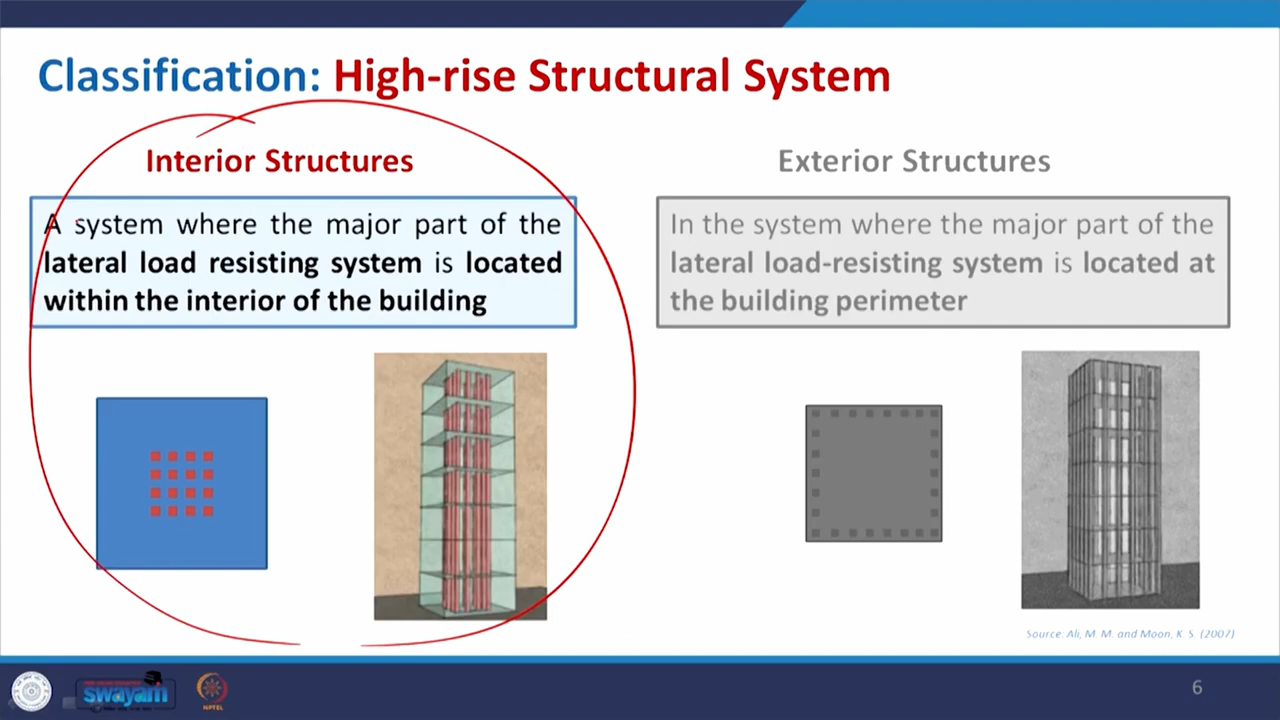 Classification: High-rise Structural System
Interior Structures
A system where the major part of the
lateral load resisting system is located
within the interior of the building
Exterior Structures
In the system where the major part of the
lateral load-resisting system is located at
the building perimeter
Source: Ali, M. M. and Moon, K. S. (2007)
swayam
NPTEL
6